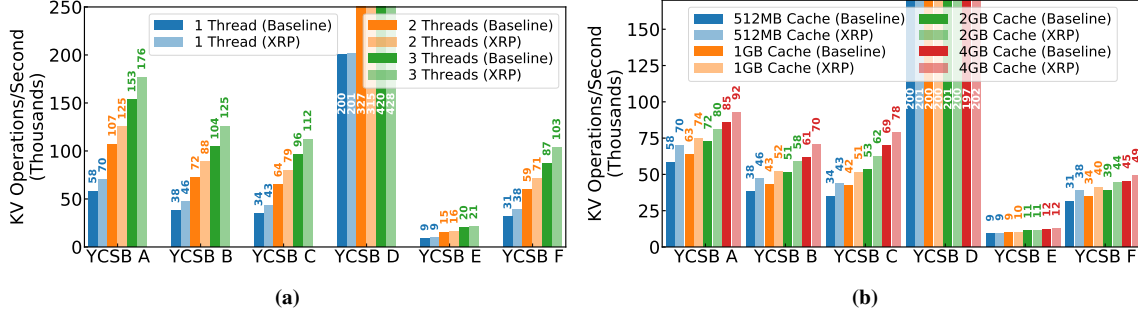 KV Operations/Second
(Thousands)
250
200
150
100
50
0
1 Thread (Baseline)
1 Thread (XRP)
2 Threads (Baseline)
2 Threads (XRP)
3 Threads (Baseline)
3 Threads (XRP)
58 70 107 125 153 176
38 46 72 88 104 125
34 43 64 79 96 112
200 201 327 315 420 428
9 9 15 16 20 21
31 38 59 71 87 103
YCSB A YCSB B YCSB C YCSB D YCSB E YCSB F
(a)
KV Operations/Second
(Thousands)
150
125
100
75
50
25
0
512MB Cache (Baseline)
512MB Cache (XRP)
1GB Cache (Baseline)
1GB Cache (XRP)
2GB Cache (Baseline)
2GB Cache (XRP)
4GB Cache (Baseline)
4GB Cache (XRP)
58 70 63 74 72 80 85 92
38 46 43 52 51 58 61 70
34 43 42 51 53 62 69 78
200 201 200 200 201 200 197 202
9 9 9 10 11 11 12 12
31 38 34 40 39 44 45 49
YCSB A YCSB B YCSB C YCSB D YCSB E YCSB F
(b)